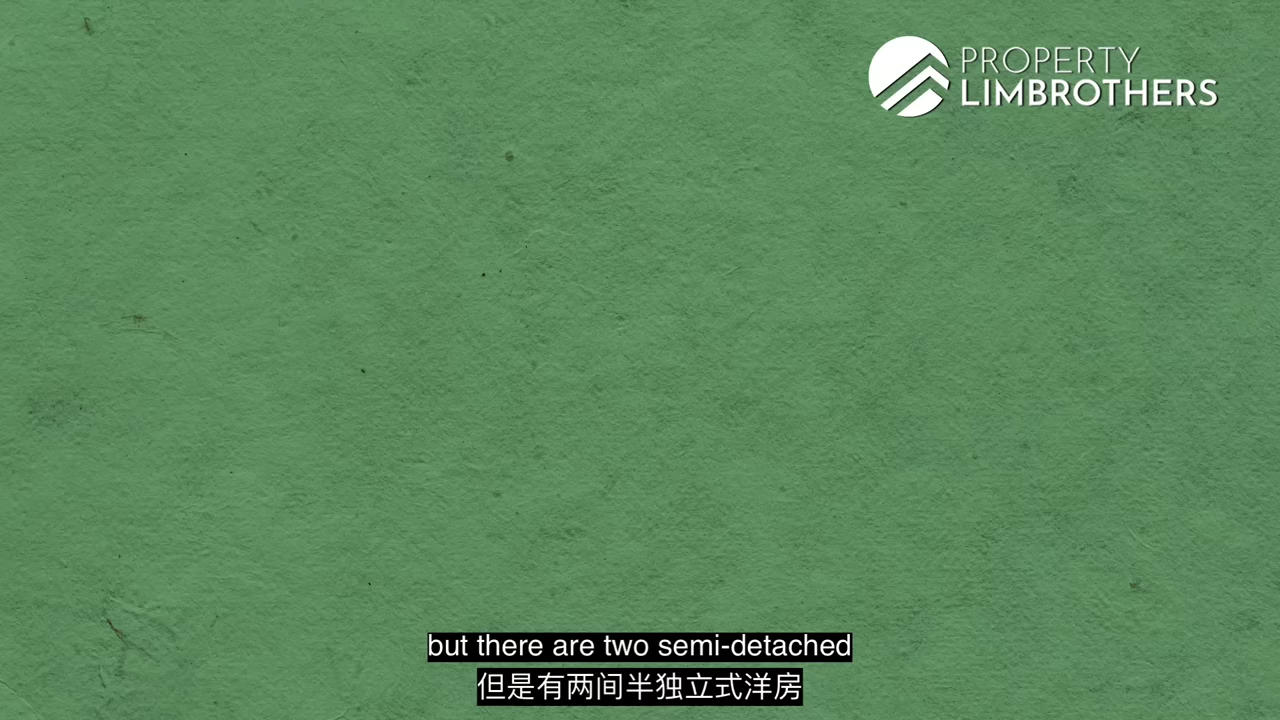 PROPERTY
LIMBROTHERS
but there are two semi-detached
但是有两间半独立式洋房